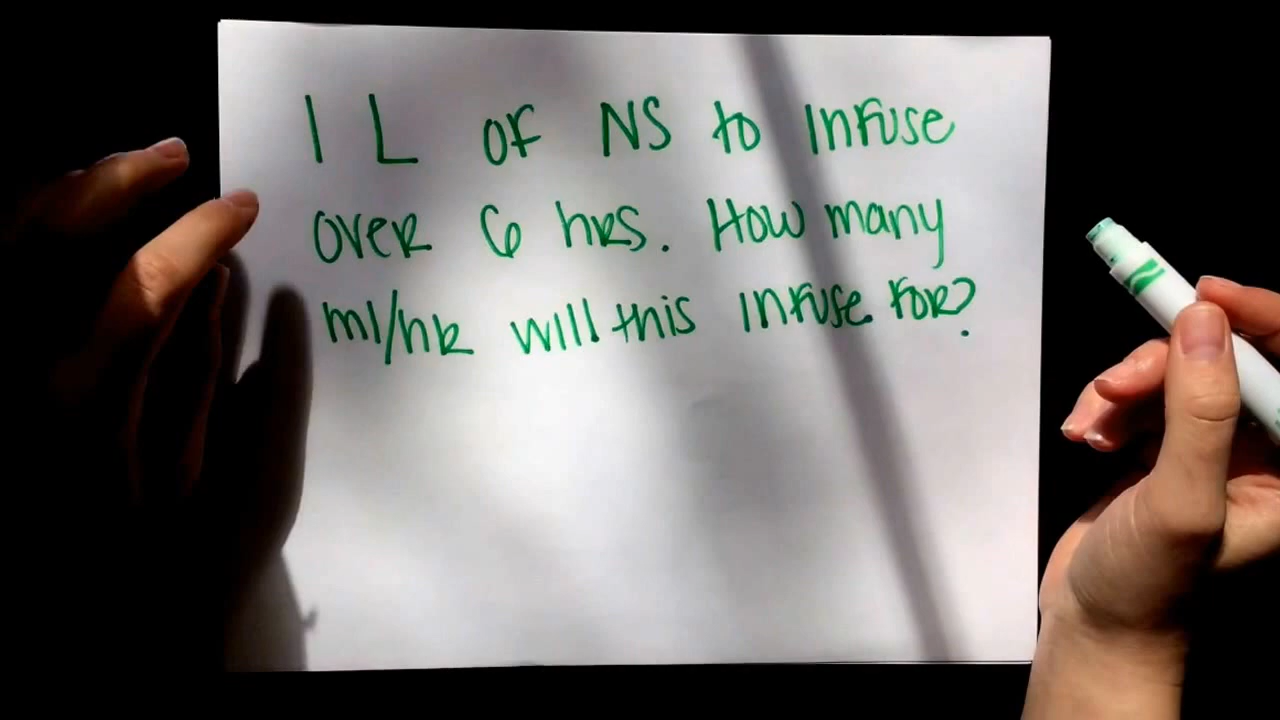 1 L of NS to infuse
over 6 hrs. How many
ml/hr will this infuse for?